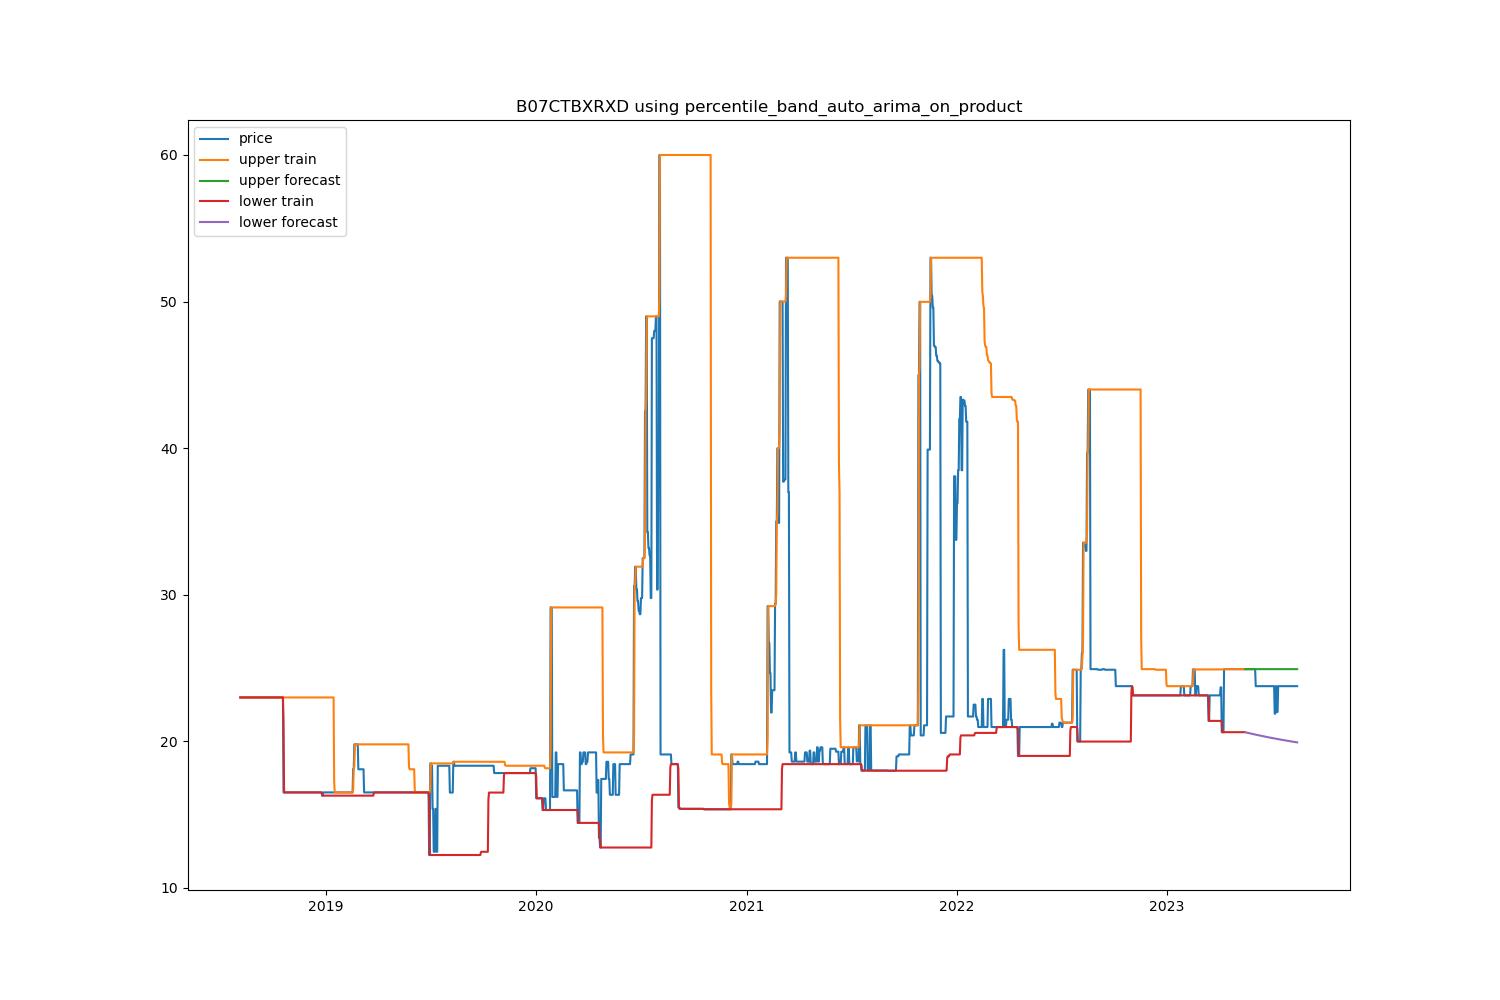 B07CTBXRXD using percentile_band_auto_arima_on_product
price
upper train
upper forecast
lower train
lower forecast
60
50
40
30
20
10
2019 2020 2021 2022 2023